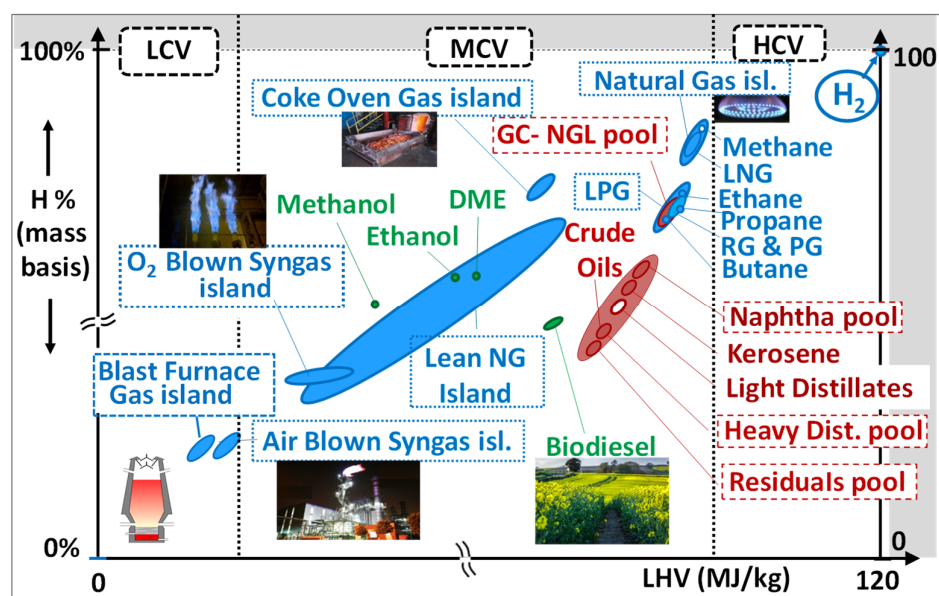 100%
LCV
MCV
HCV
100
Natural Gas isl.
Coke Oven Gas island
H2
GC- NGL pool
Methane
H %
(mass
basis)
LNG
Methanol
DME
LPG
Ethane
Propane
Ethanol
Crude
Oils
RG & PG
Butane
O2 Blown Syngas
island
Naphtha pool
Blast Furnace
Gas island
Lean NG
Island
Kerosene
Light Distillates
Air Blown Syngas isl.
Biodiesel
Heavy Dist. pool
Residuals pool
0%
0
0
LHV (MJ/kg)
120